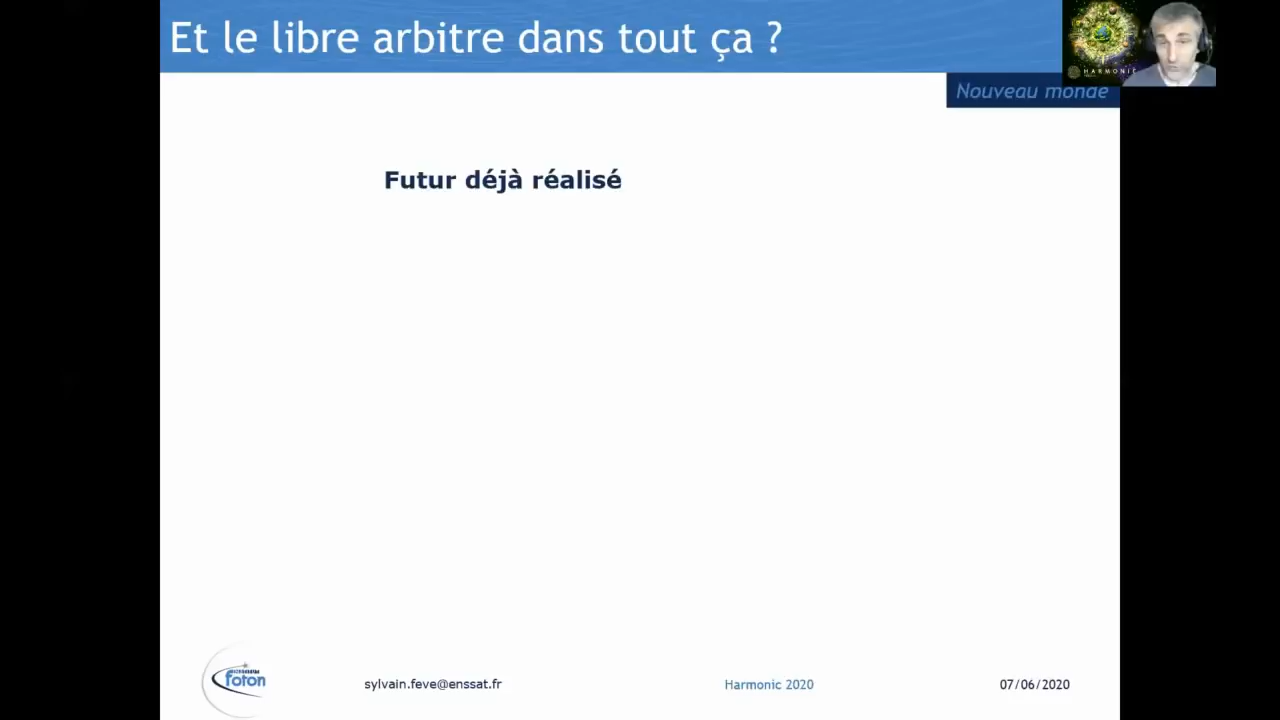 Et le libre arbitre dans tout ça ?
HARMONIC
Nouveau monde
Futur déjà réalisé
foton
sylvain.feve@enssat.fr
Harmonic 2020
07/06/2020